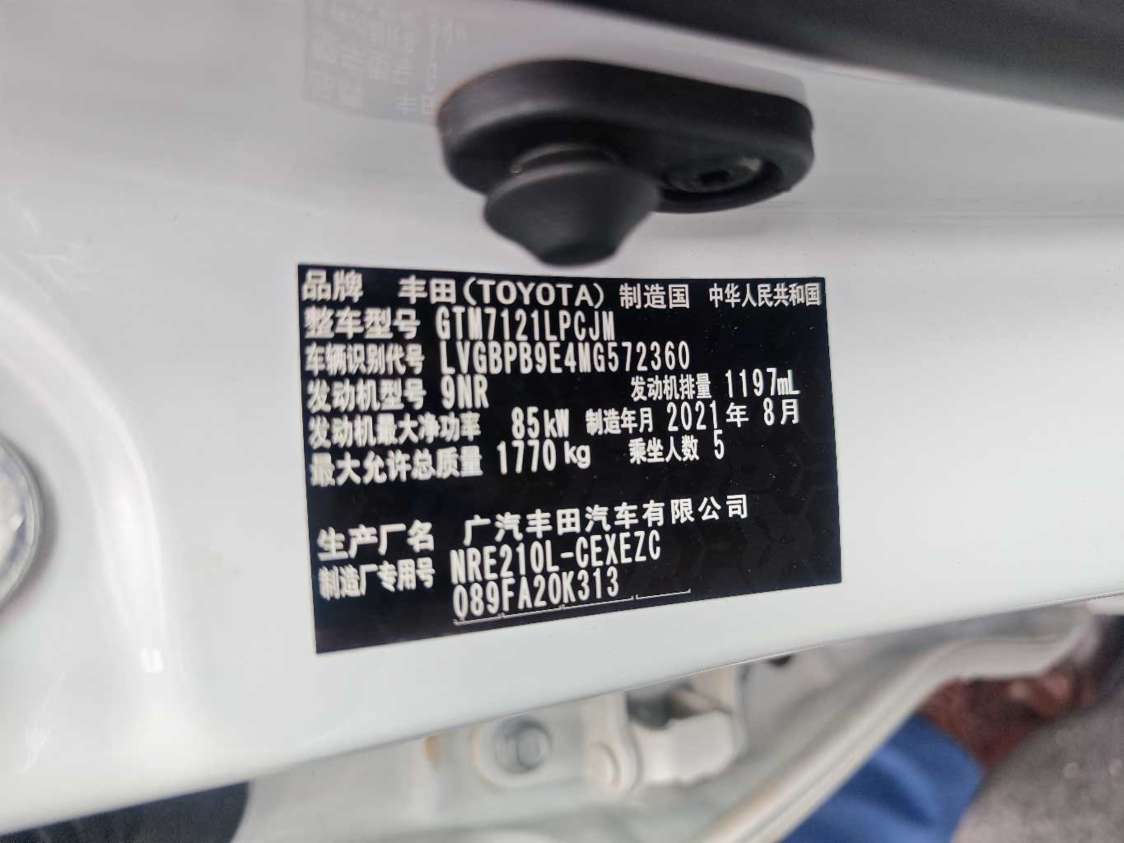 品牌 丰田(TOYOTA) 制造国 中华人民共和国
整车型号 GTM7121LPCJM
车辆识别代号 LVGBPB9E4MG572360
发动机型号 9NR 发动机排量 1197mL
发动机最大净功率 85kW 制造年月 2021年 8月
最大允许总质量 1770kg 乘坐人数 5
生产厂名 广汽丰田汽车有限公司
制造厂专用号 NRE210L-CEXEZC
089FA20K313